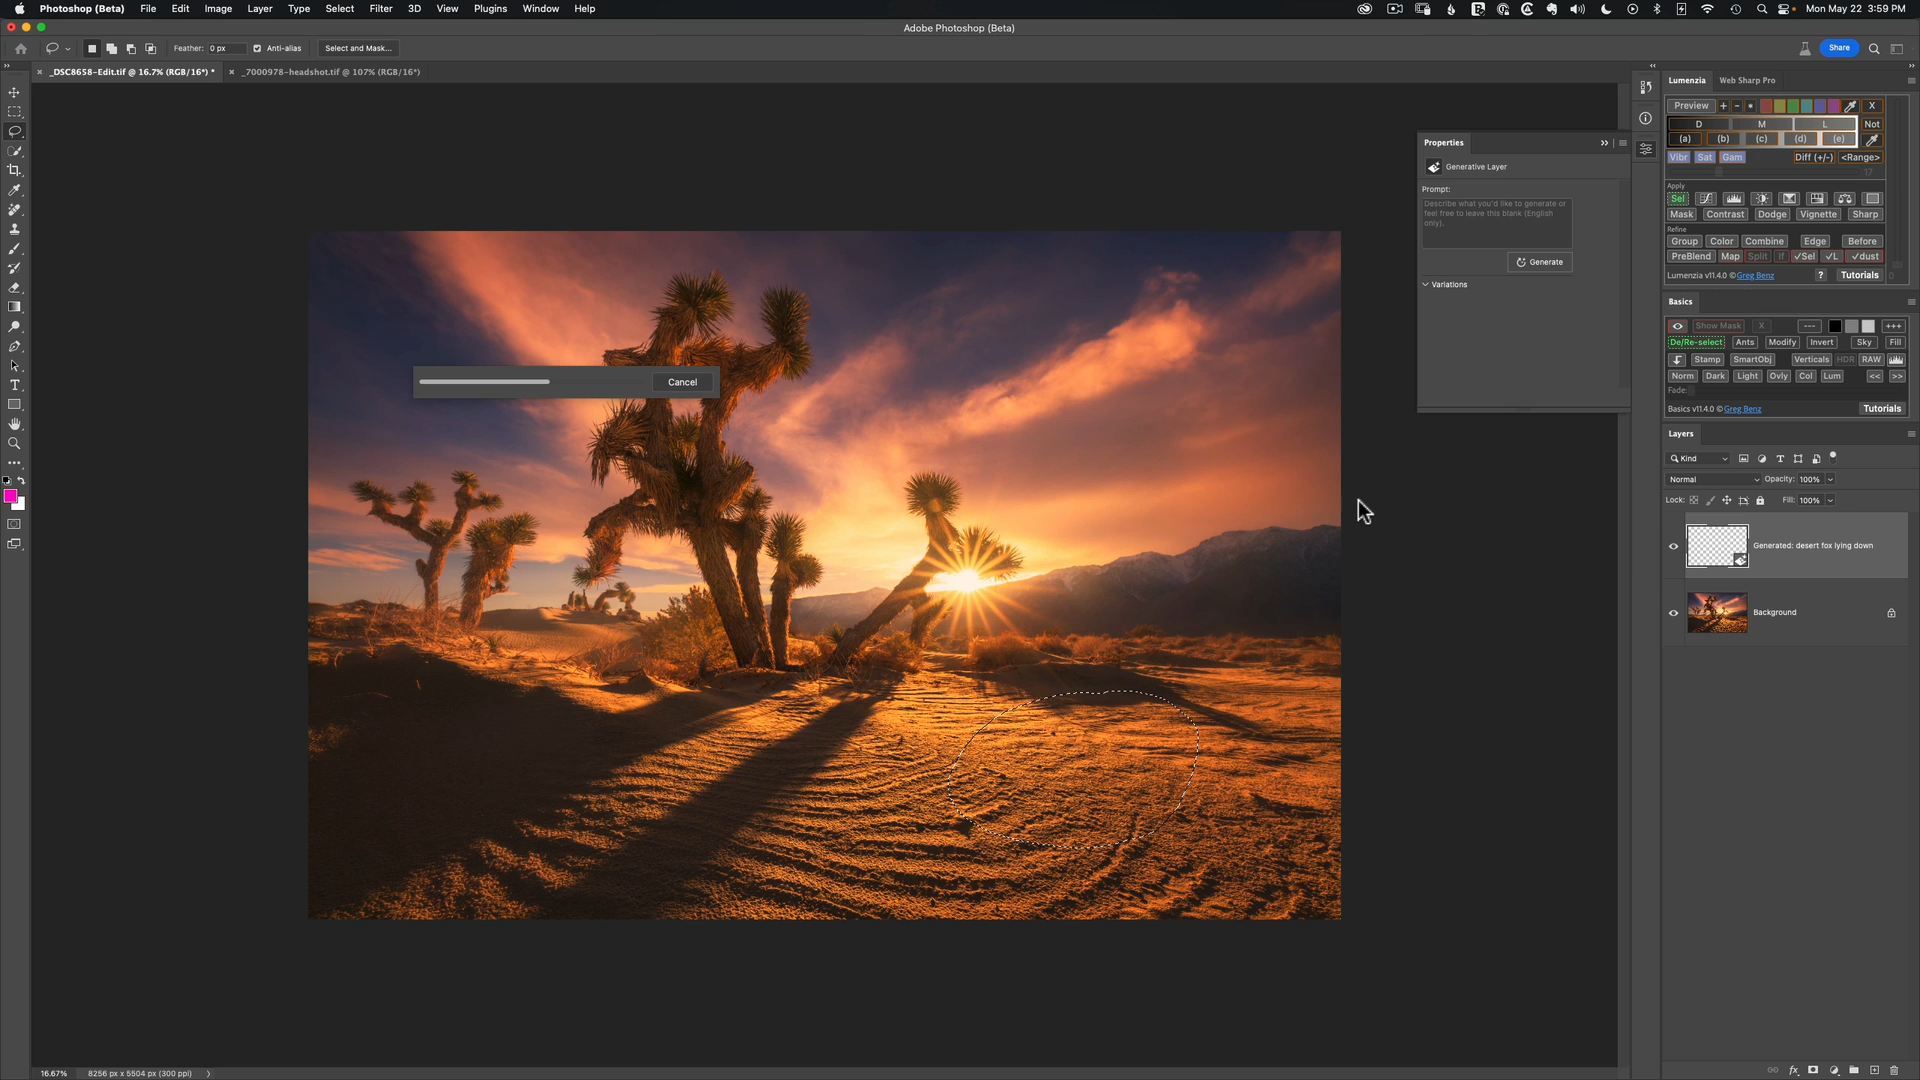 Photoshop (Beta) File Edit Image Layer Type Select Filter 3D View Plugins Window Help
Mon May 22 3:59 PM
Adobe Photoshop (Beta)
Feather: 0 px Anti-alias Select and Mask...
Share
_DSC8658-Edit.tif @ 16.7% (RGB/16*) *
_7000978-headshot.tif @ 107% (RGB/16*)
Properties
Generative Layer
Prompt:
Describe what you'd like to generate or
feel free to leave this blank (English
only).
Generate
Variations
Cancel
Lumenzia Web Sharp Pro
Preview + - * X
D M L Not
(a) (b) (c) (d) (e)
Vibr Sat Gam Diff (+/-) <Range>
17
Apply
Sel
Mask Contrast Dodge Vignette Sharp
Refine
Group Color Combine Edge Before
PreBlend Map Split If ✓Sel ✓L ✓dust
Lumenzia v11.4.0 © Greg Benz ? Tutorials
0
Basics
Show Mask X --- +++
De/Re-select Ants Modify Invert Sky Fill
Stamp SmartObj Verticals HDR RAW
Norm Dark Light Ovly Col Lum << >>
Fade:
Basics v11.4.0 © Greg Benz Tutorials
Layers
Kind
Normal Opacity: 100%
Lock: Fill: 100%
Generated: desert fox lying down
Background
16.67% 8256 px x 5504 px (300 ppi)